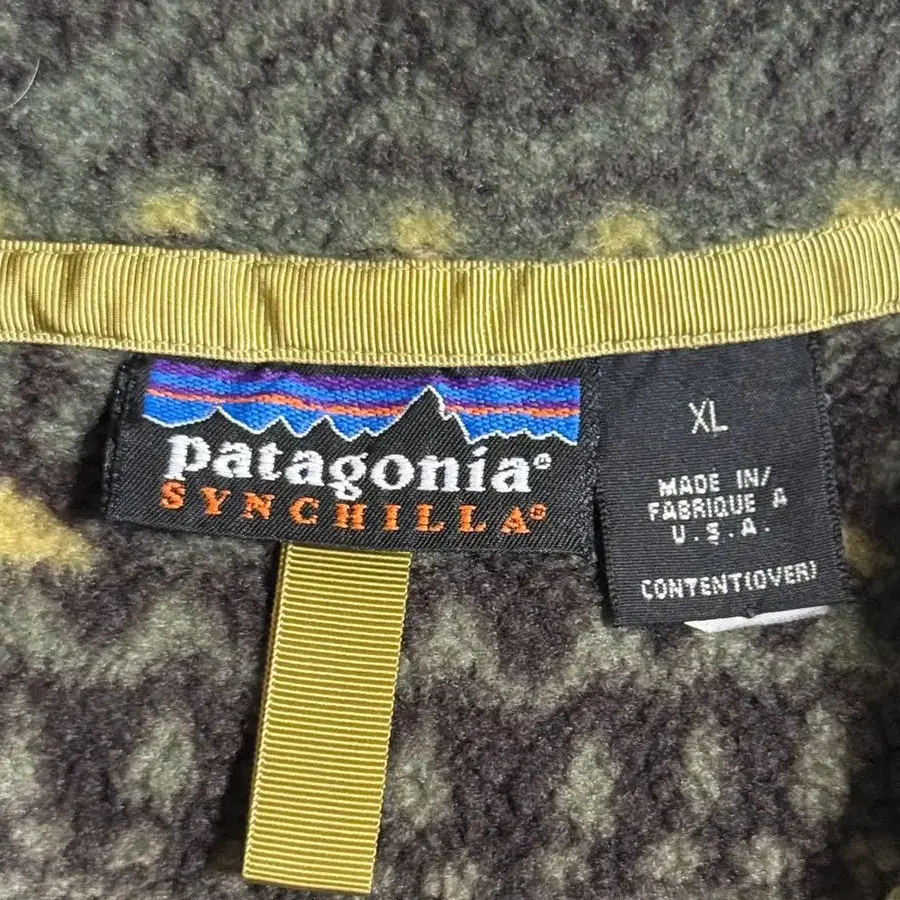 patagonia®
SYNCHILLA®
XL
MADE IN/
FABRIQUE A
U.S.A.
CONTENT(OVER)